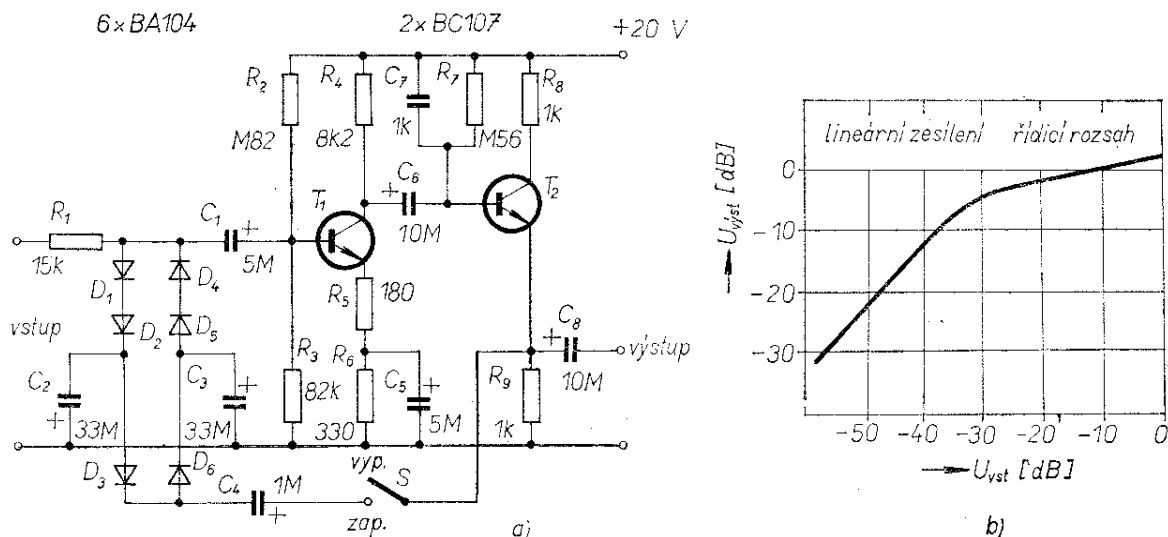 6×BA104
2×BC107
+20 V
R₂
M82
R₄
8k2
C₇
1k
R₇
M56
R₈
1k
T₁
C₆
+
10M
T₂
R₁
15k
C₁
+
5M
D₁
D₄
D₂
D₅
vstup
R₅
180
C₂
+
33M
C₃
+
33M
R₃
82k
R₆
330
C₅
+
5M
C₈
+
10M
výstup
R₉
1k
D₃
D₆
C₄
1M
+
vyp.
S
zap.
a)
lineární zesílení
řídicí rozsah
U výst [dB]
0
-10
-20
-30
-50
-40
-30
-20
-10
0
U vst [dB]
b)